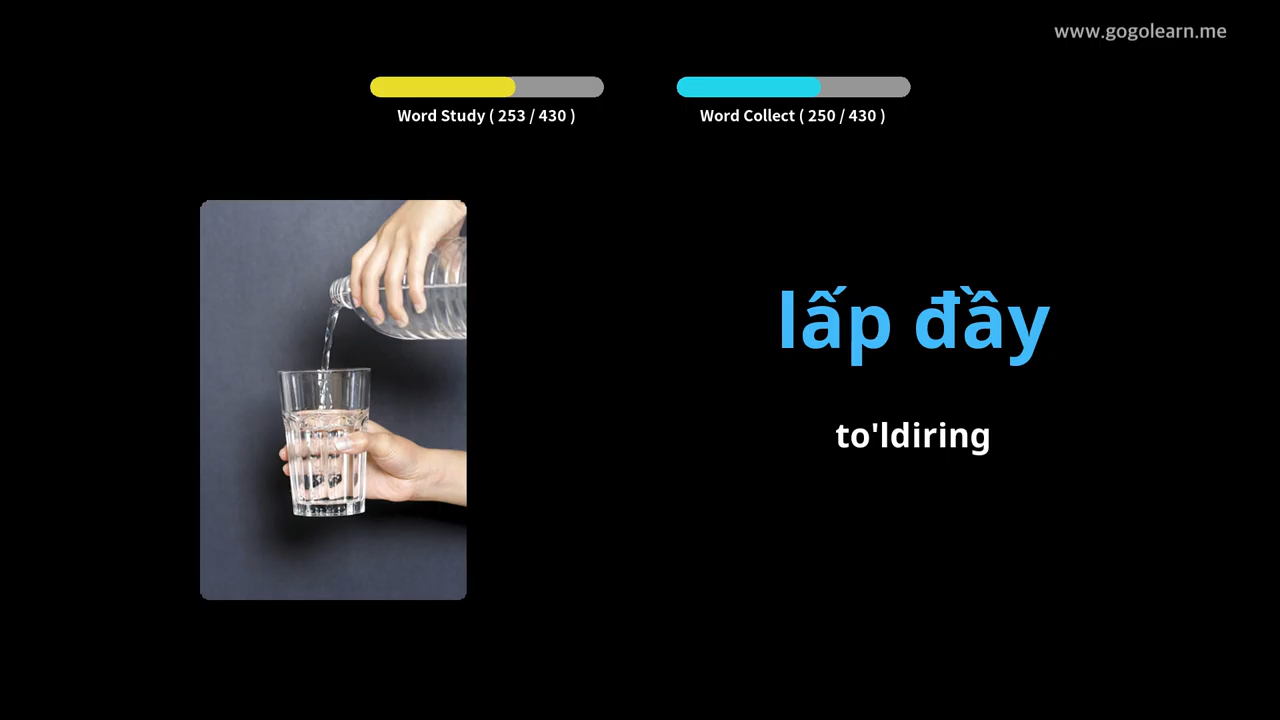 www.gogolearn.me
Word Study ( 253 / 430 )
Word Collect ( 250 / 430 )
lấp đầy
to'ldiring